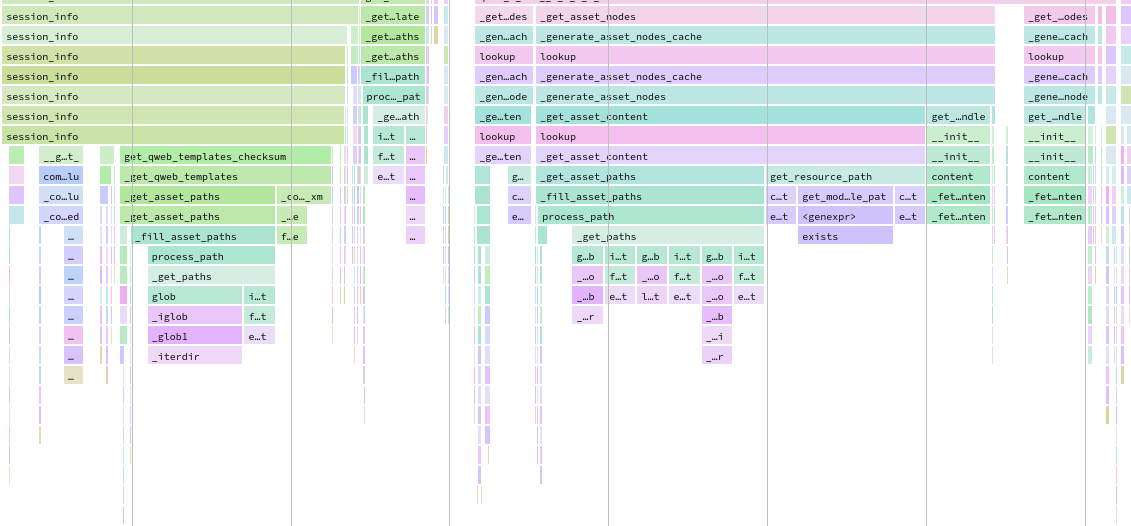 session_info _get…late _get…des _get_asset_nodes _get_…odes
session_info _get…aths _gen…ach _generate_asset_nodes_cache _gene…cach
session_info _get…aths lookup lookup lookup
session_info _fil…path _gen…ach _generate_asset_nodes_cache _gene…cach
session_info proc…_pat _gen…ode _generate_asset_nodes _gene…node
session_info _ge…ath _ge…ten _get_asset_content get_…ndle get_…ndle
session_info i…t … lookup lookup __init__ __init__
__g…t_ get_qweb_templates_checksum f…t … _ge…ten _get_asset_content __init__ __init__
com…lu _get_qweb_templates e…t … g… _get_asset_paths get_resource_path content content
_co…lu _get_asset_paths _co…_xm … c… _fill_asset_paths c…t get_mod…le_pat c…t _fet…nten _fet…nten
_co…ed _get_asset_paths _…e … e… process_path e…t <genexpr> e…t _fet…nten _fet…nten
… _fill_asset_paths f…e … _get_paths exists
… process_path g…b i…t g…b i…t g…b i…t
… _get_paths _…o f…t _…o f…t _…o f…t
… glob i…t _…b e…t l…t e…t _…o e…t
… _iglob f…t _…r _…b
… _glob1 e…t _…i
… _iterdir _…r
…